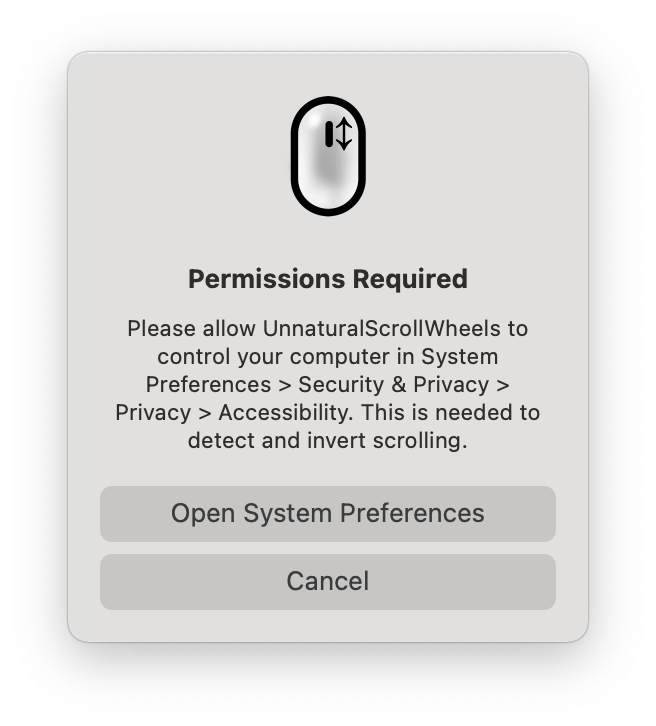 Permissions Required
Please allow UnnaturalScrollWheels to
control your computer in System
Preferences > Security & Privacy >
Privacy > Accessibility. This is needed to
detect and invert scrolling.
Open System Preferences
Cancel